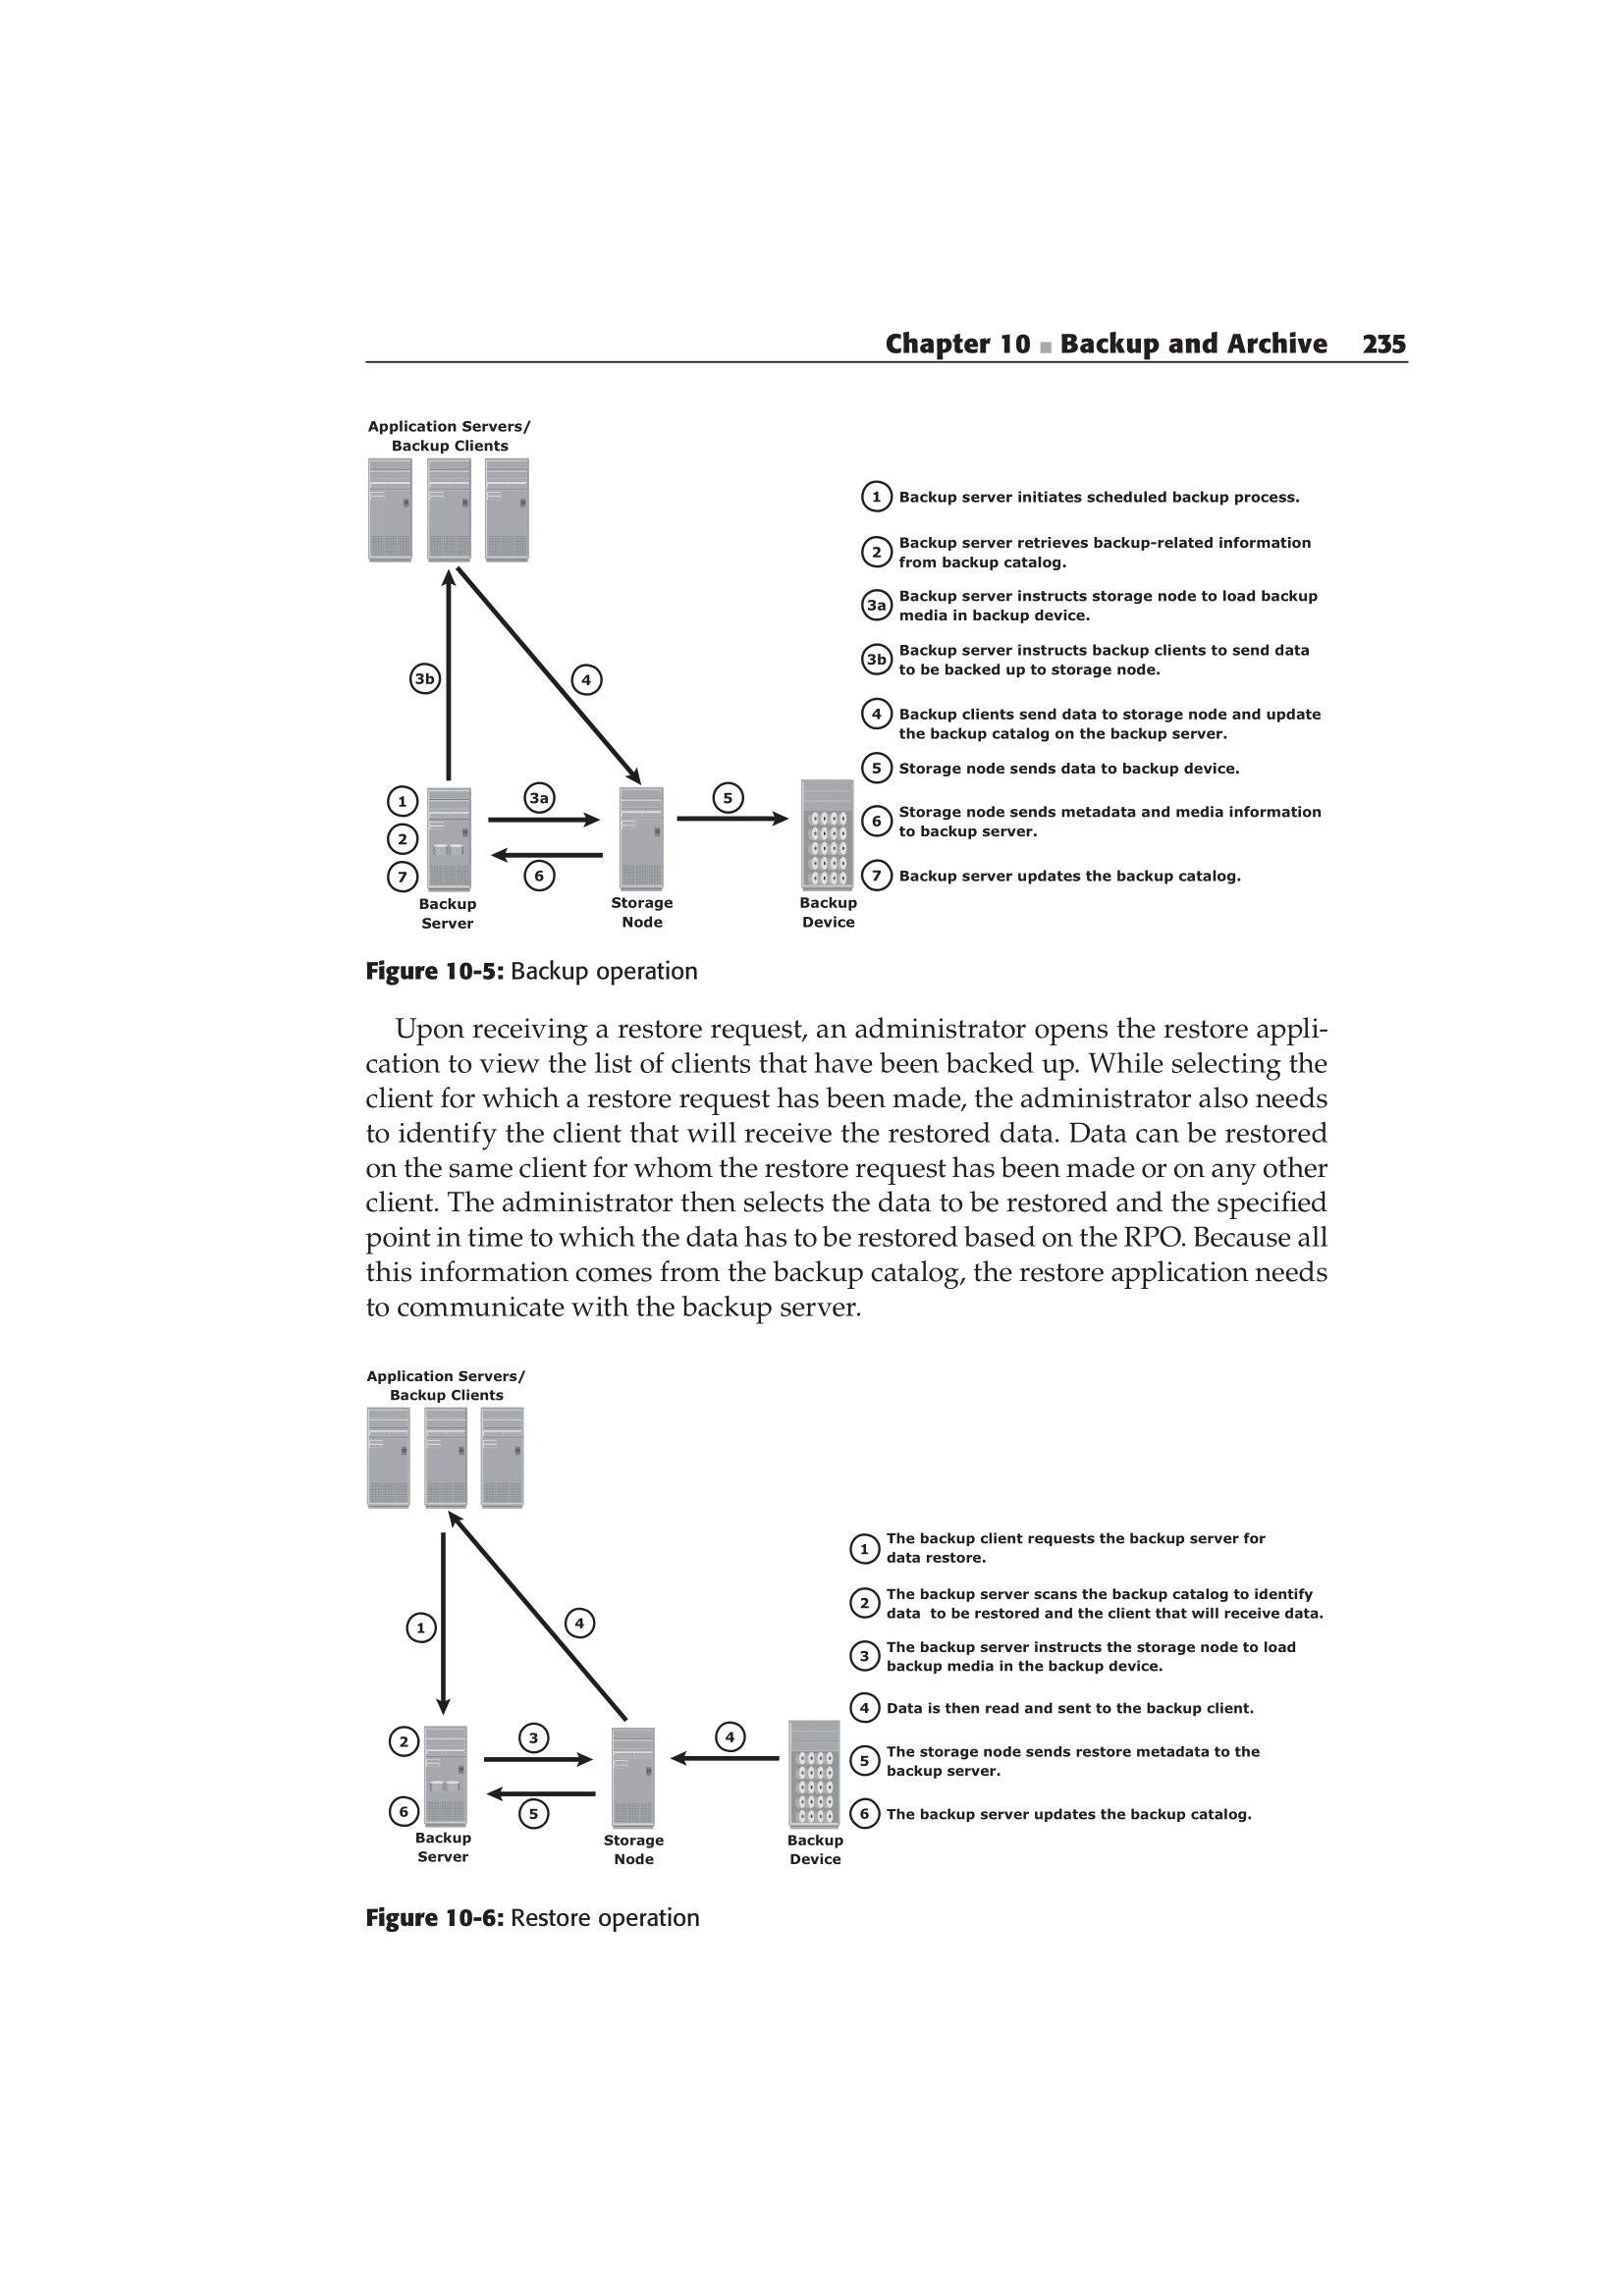 Chapter 10 ■ Backup and Archive 235
Application Servers/
Backup Clients
3b
4
1
2
7
3a
6
5
Backup
Server
Storage
Node
Backup
Device
1 Backup server initiates scheduled backup process.
2 Backup server retrieves backup-related information
from backup catalog.
3a Backup server instructs storage node to load backup
media in backup device.
3b Backup server instructs backup clients to send data
to be backed up to storage node.
4 Backup clients send data to storage node and update
the backup catalog on the backup server.
5 Storage node sends data to backup device.
6 Storage node sends metadata and media information
to backup server.
7 Backup server updates the backup catalog.
Figure 10-5: Backup operation
Upon receiving a restore request, an administrator opens the restore appli-
cation to view the list of clients that have been backed up. While selecting the
client for which a restore request has been made, the administrator also needs
to identify the client that will receive the restored data. Data can be restored
on the same client for whom the restore request has been made or on any other
client. The administrator then selects the data to be restored and the specified
point in time to which the data has to be restored based on the RPO. Because all
this information comes from the backup catalog, the restore application needs
to communicate with the backup server.
Application Servers/
Backup Clients
1
4
2
6
3
5
4
Backup
Server
Storage
Node
Backup
Device
1 The backup client requests the backup server for
data restore.
2 The backup server scans the backup catalog to identify
data to be restored and the client that will receive data.
3 The backup server instructs the storage node to load
backup media in the backup device.
4 Data is then read and sent to the backup client.
5 The storage node sends restore metadata to the
backup server.
6 The backup server updates the backup catalog.
Figure 10-6: Restore operation